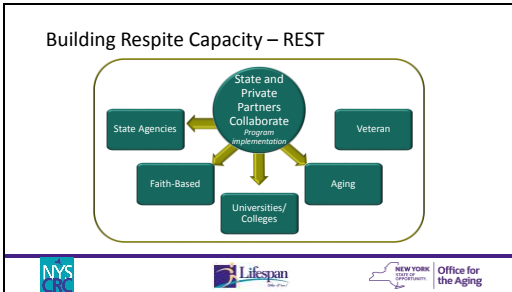 Building Respite Capacity – REST
State and
Private
Partners
Collaborate
Program
implementation
State Agencies
Veteran
Faith-Based
Aging
Universities/
Colleges
NYS
CRC
Lifespan
NEW YORK
STATE OF
OPPORTUNITY.
Office for
the Aging